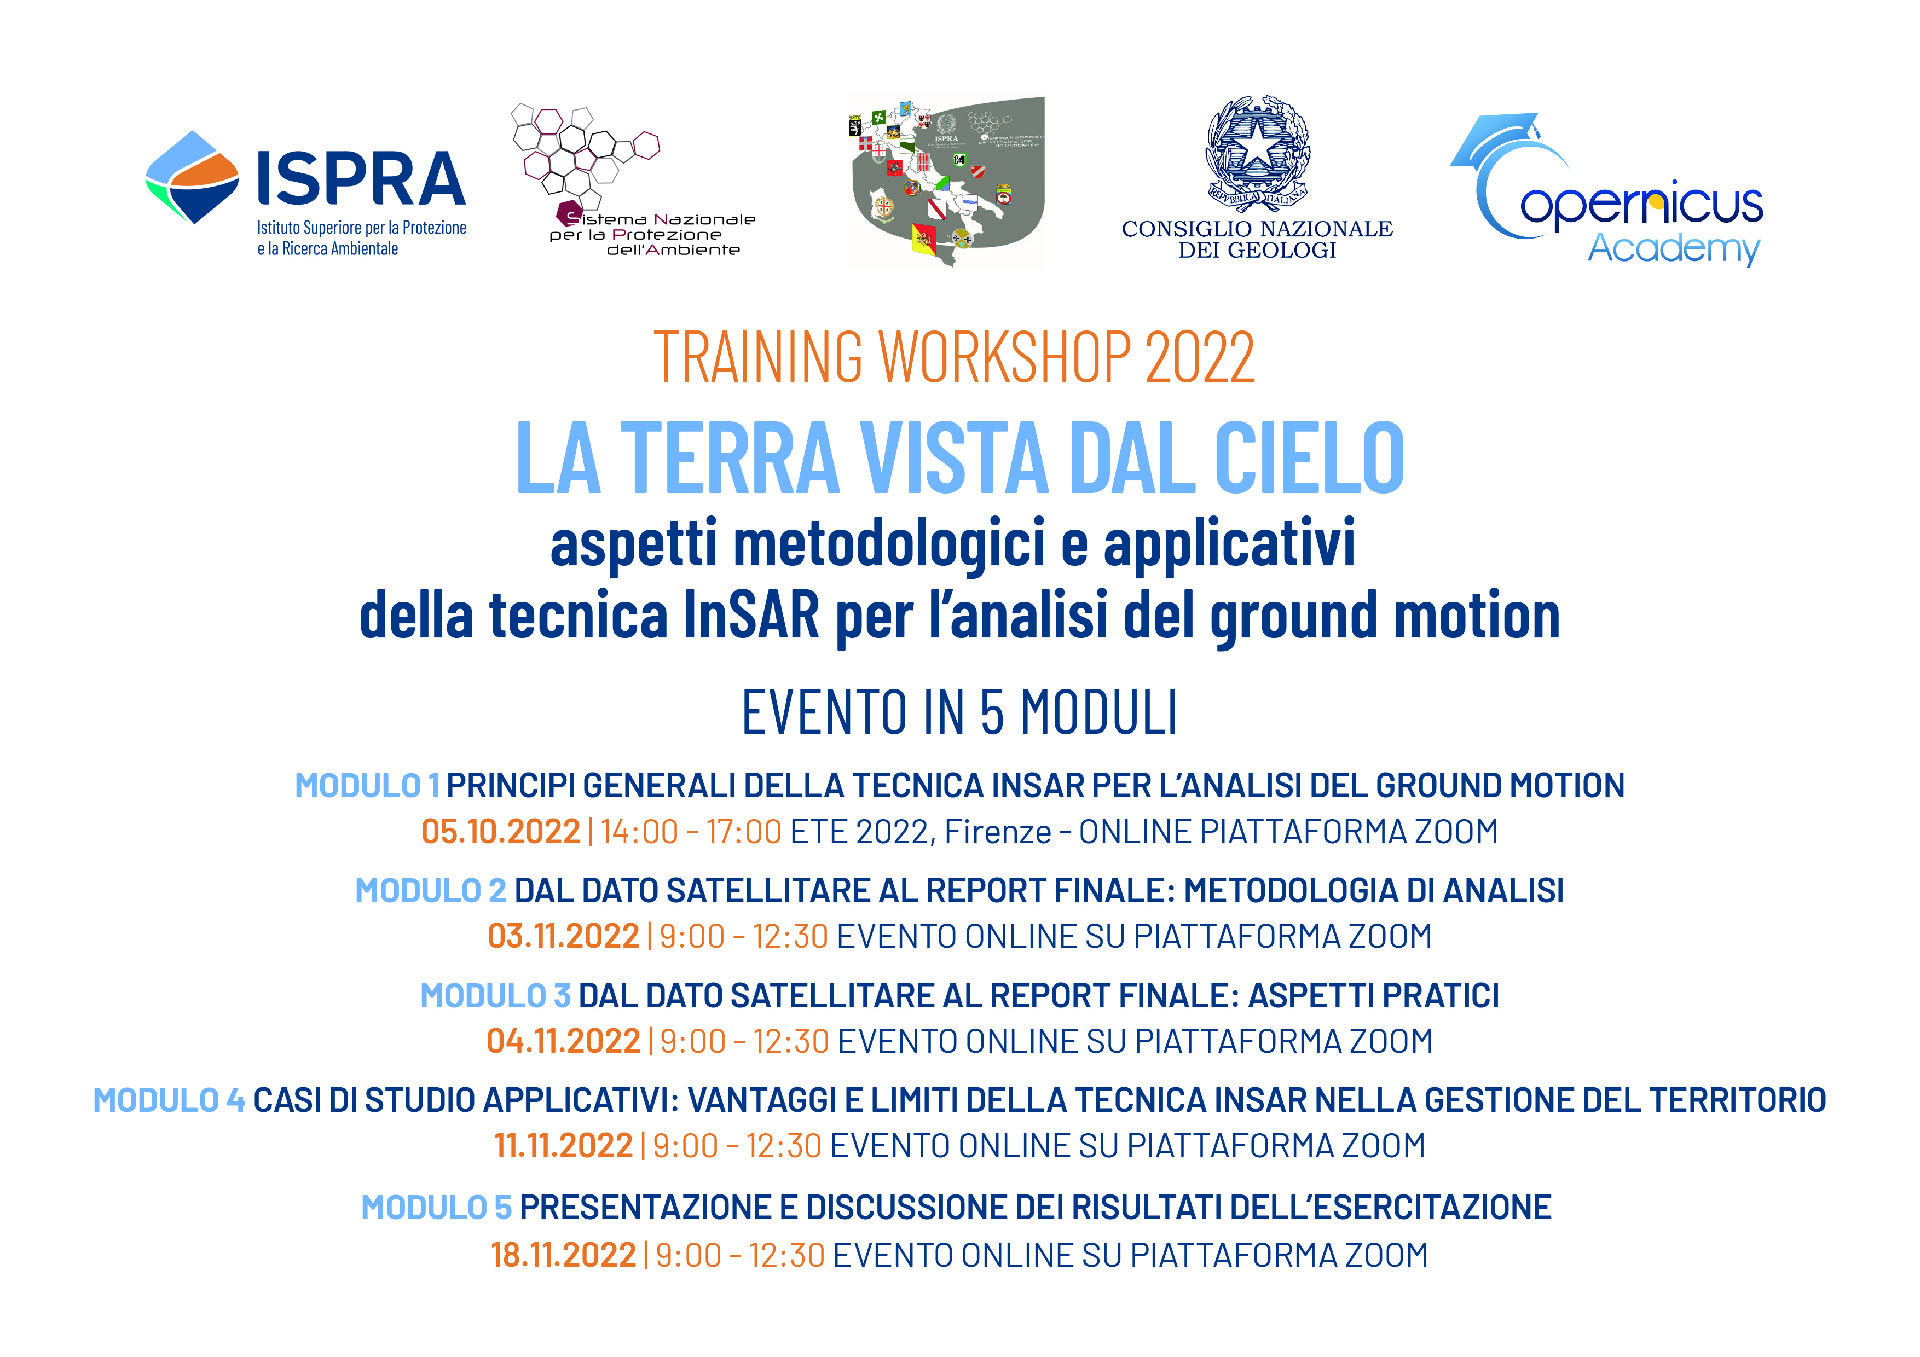 ISPRA
Istituto Superiore per la Protezione
e la Ricerca Ambientale
Sistema Nazionale
per la Protezione
dell'Ambiente
ISPRA
REPVBBLICA ITALIANA
CONSIGLIO NAZIONALE
DEI GEOLOGI
Copernicus
Academy
TRAINING WORKSHOP 2022
LA TERRA VISTA DAL CIELO
aspetti metodologici e applicativi
della tecnica InSAR per l’analisi del ground motion
EVENTO IN 5 MODULI
MODULO 1 PRINCIPI GENERALI DELLA TECNICA INSAR PER L’ANALISI DEL GROUND MOTION
05.10.2022 | 14:00 - 17:00 ETE 2022, Firenze - ONLINE PIATTAFORMA ZOOM
MODULO 2 DAL DATO SATELLITARE AL REPORT FINALE: METODOLOGIA DI ANALISI
03.11.2022 | 9:00 - 12:30 EVENTO ONLINE SU PIATTAFORMA ZOOM
MODULO 3 DAL DATO SATELLITARE AL REPORT FINALE: ASPETTI PRATICI
04.11.2022 | 9:00 - 12:30 EVENTO ONLINE SU PIATTAFORMA ZOOM
MODULO 4 CASI DI STUDIO APPLICATIVI: VANTAGGI E LIMITI DELLA TECNICA INSAR NELLA GESTIONE DEL TERRITORIO
11.11.2022 | 9:00 - 12:30 EVENTO ONLINE SU PIATTAFORMA ZOOM
MODULO 5 PRESENTAZIONE E DISCUSSIONE DEI RISULTATI DELL’ESERCITAZIONE
18.11.2022 | 9:00 - 12:30 EVENTO ONLINE SU PIATTAFORMA ZOOM